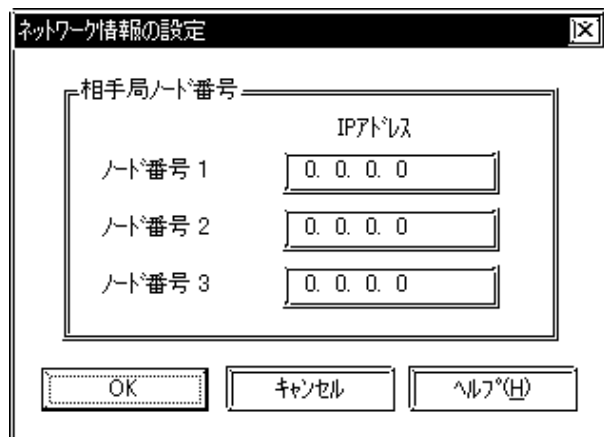 ネットワーク情報の設定
相手局ノード番号
IPアドレス
ノード番号 1 0. 0. 0. 0
ノード番号 2 0. 0. 0. 0
ノード番号 3 0. 0. 0. 0
OK キャンセル ヘルプ(H)